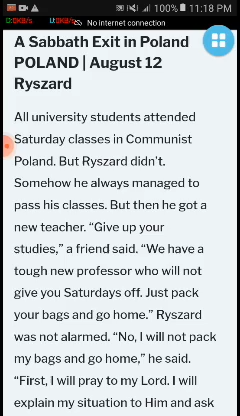 0KB/s 0KB/s No internet connection 100% 11:18 PM
A Sabbath Exit in Poland
POLAND | August 12
Ryszard
All university students attended
Saturday classes in Communist
Poland. But Ryszard didn't.
Somehow he always managed to
pass his classes. But then he got a
new teacher. “Give up your
studies,” a friend said. “We have a
tough new professor who will not
give you Saturdays off. Just pack
your bags and go home.” Ryszard
was not alarmed. “No, I will not pack
my bags and go home,” he said.
“First, I will pray to my Lord. I will
explain my situation to Him and ask